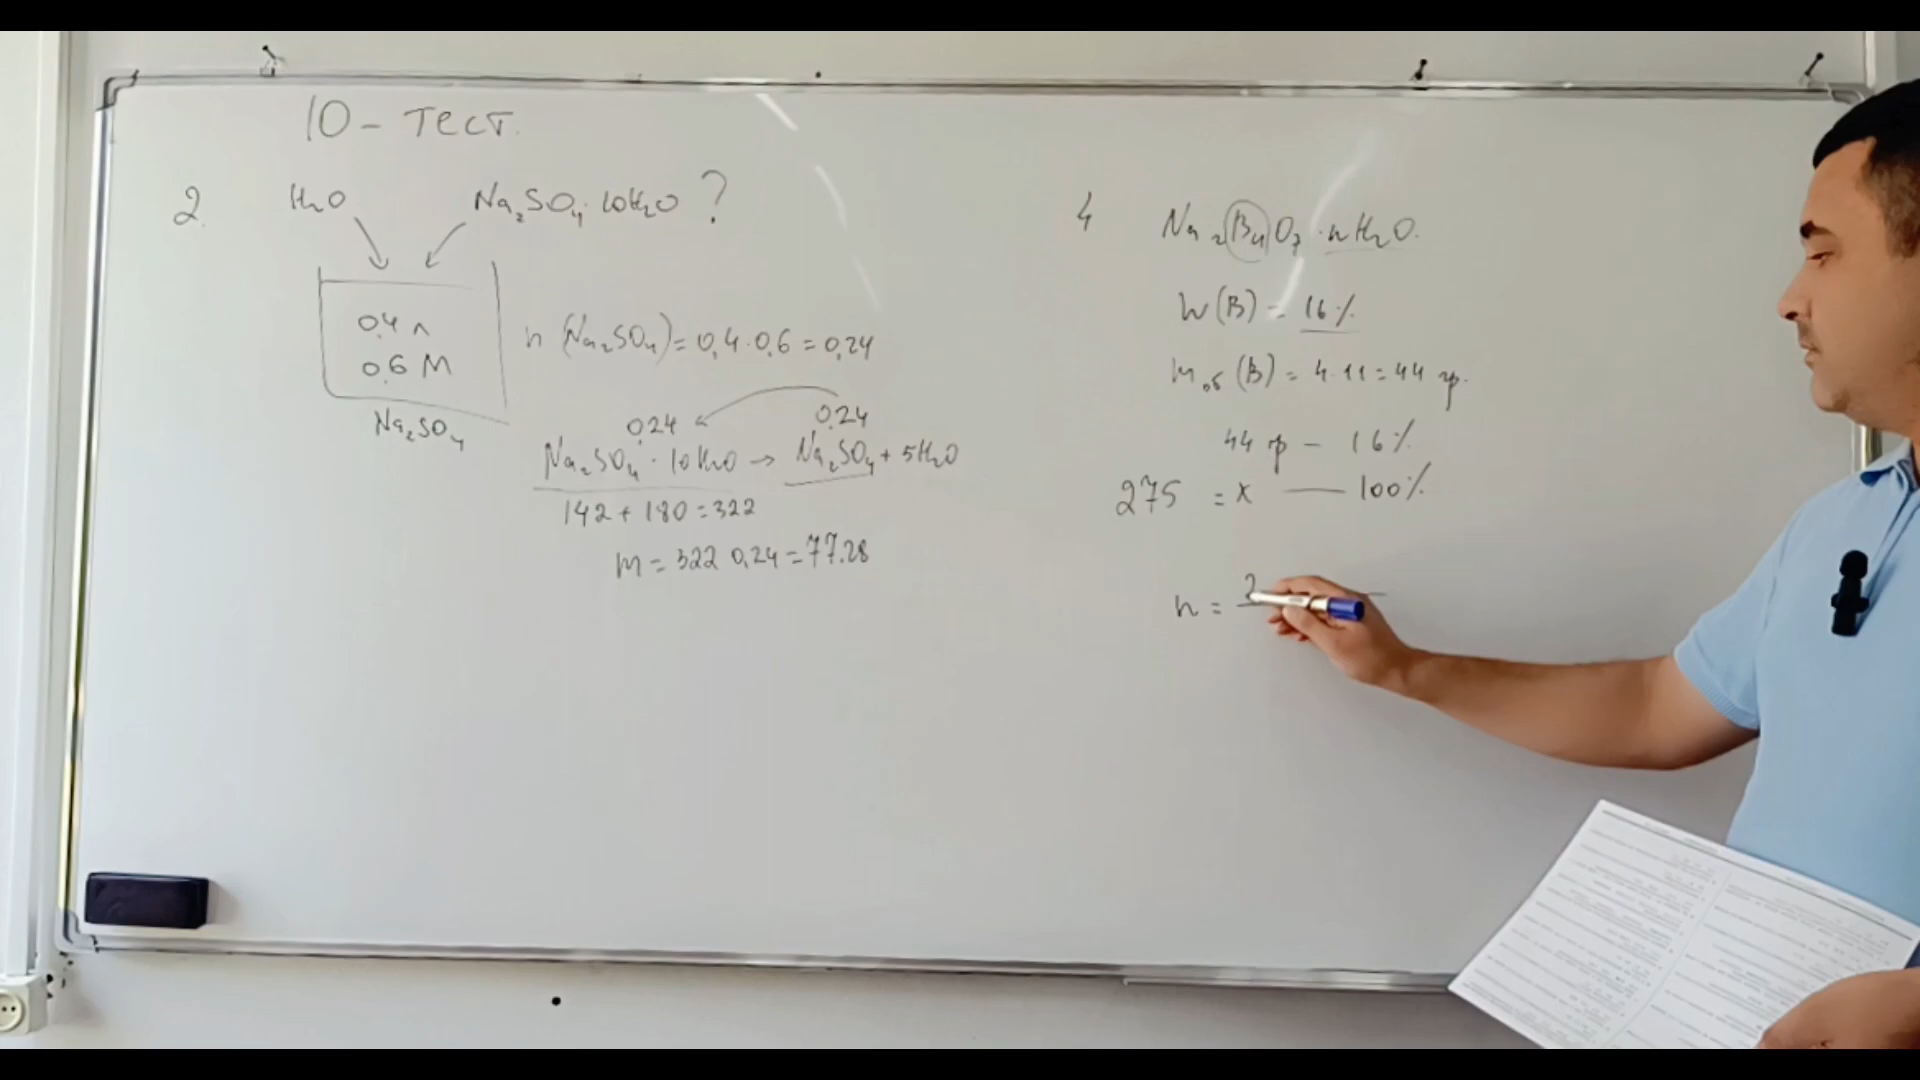 10 - тест.
2.
H₂O
Na₂SO₄·10H₂O ?
0,4 л
0,6 M
Na₂SO₄
n (Na₂SO₄) = 0,4·0,6 = 0,24
0,24 0,24
Na₂SO₄·10H₂O → Na₂SO₄ + 5H₂O
142 + 180 = 322
m = 322 0,24 = 77.28
4
Na₂B₄O₇·nH₂O.
W(B) = 16%
m об (B) = 4·11 = 44 гр.
44 гр - 16%
275 = x — 100%
n = 2